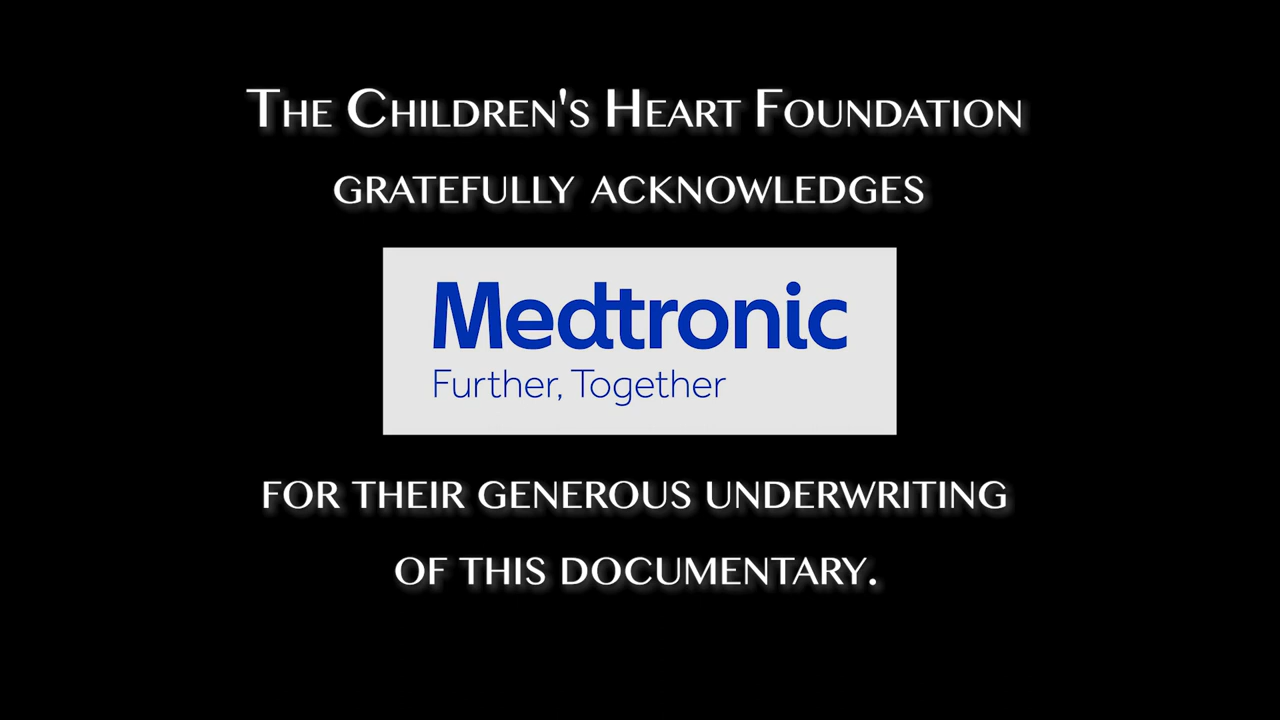 The Children's Heart Foundation
gratefully acknowledges
Medtronic
Further, Together
for their generous underwriting
of this documentary.